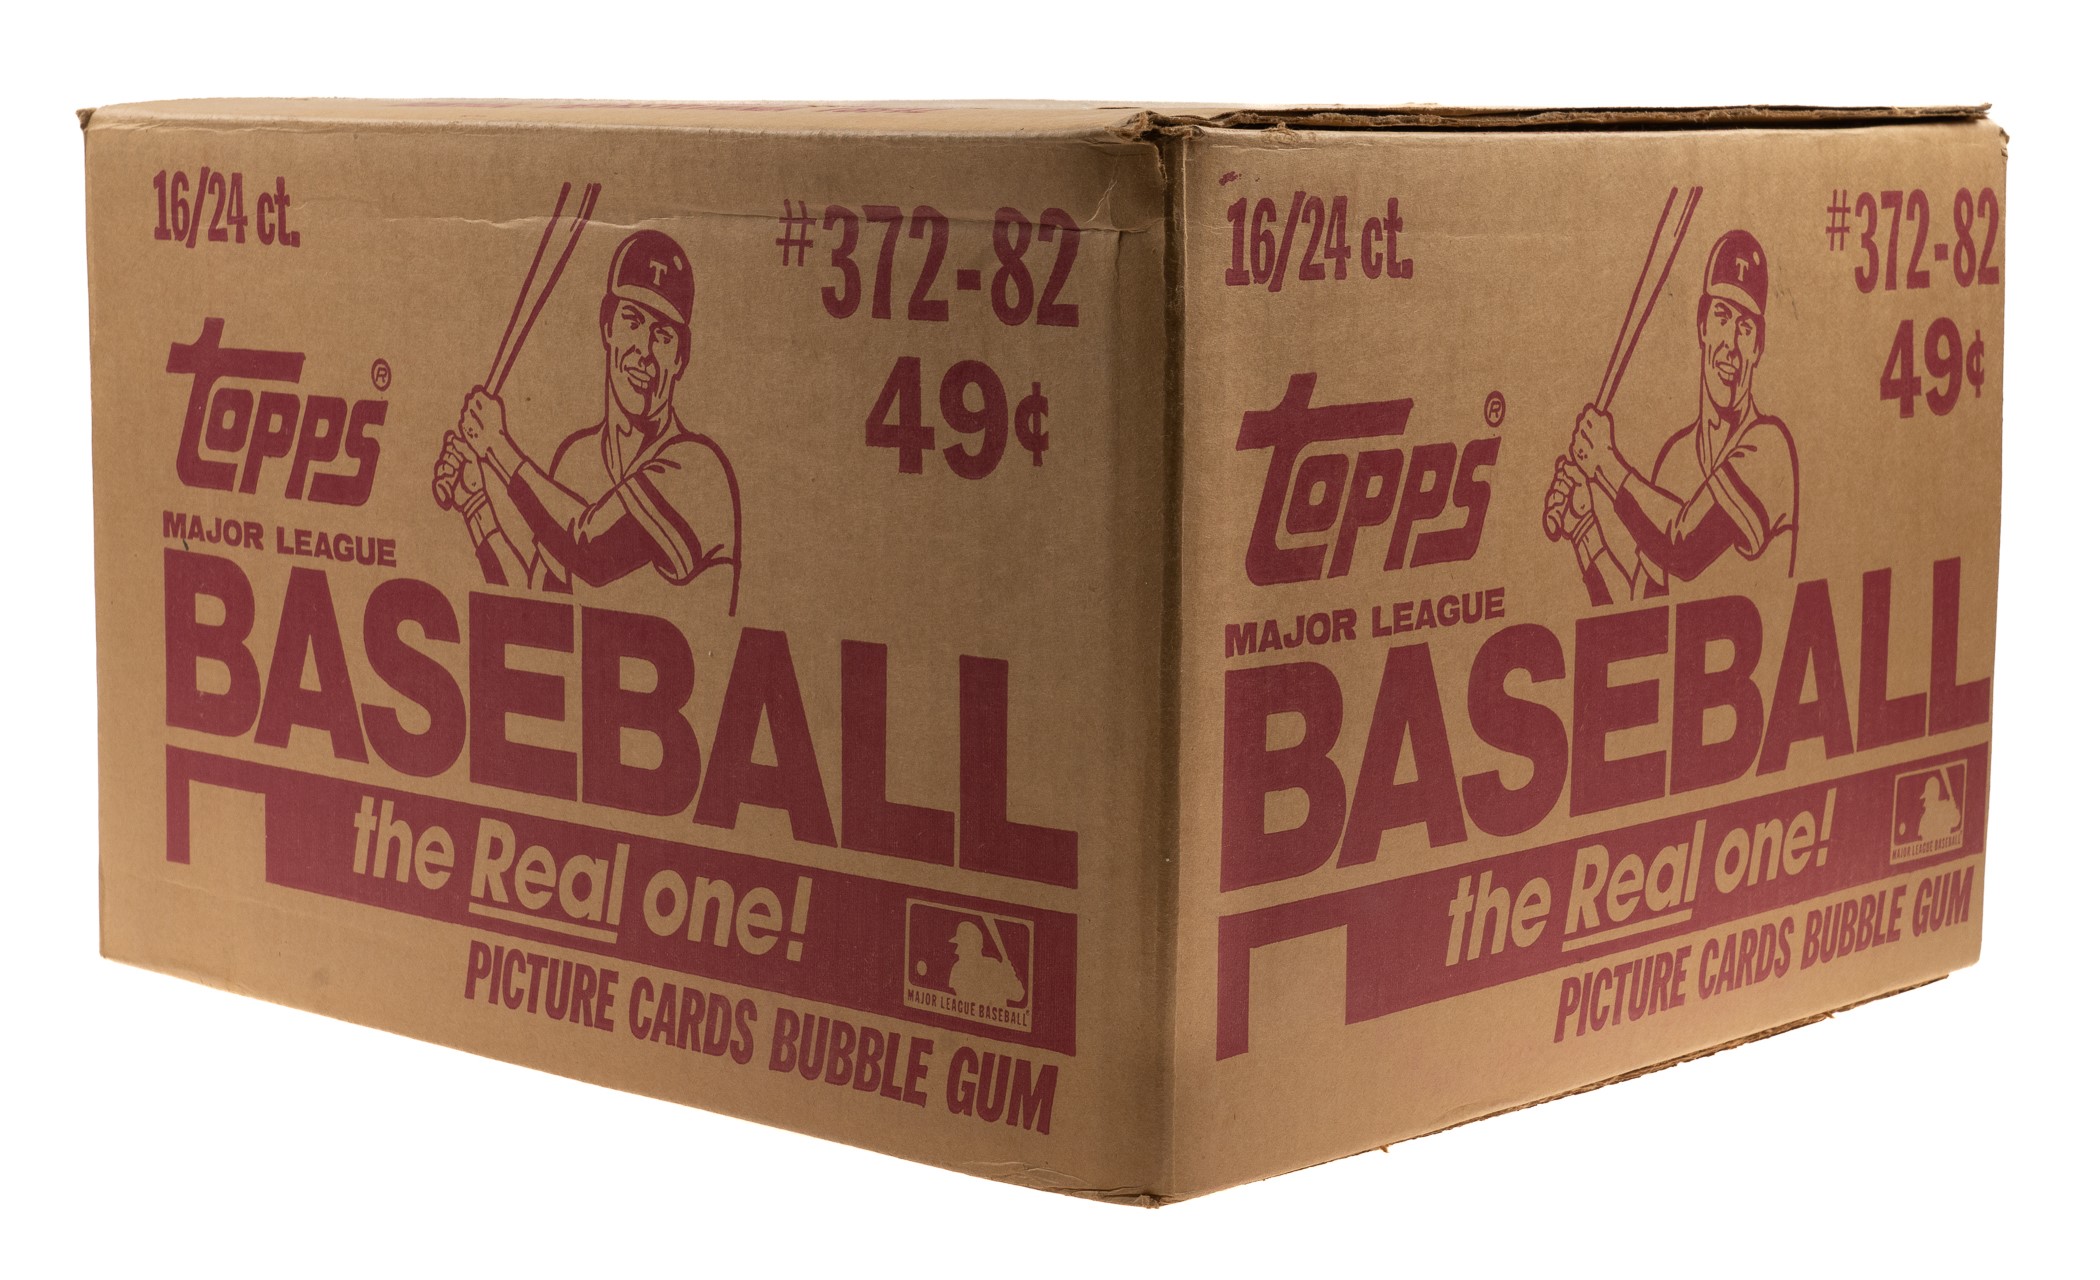 16/24 ct.
#372-82
49¢
T
TOPPS®
MAJOR LEAGUE
BASEBALL
the Real one!
MAJOR LEAGUE BASEBALL
PICTURE CARDS BUBBLE GUM
16/24 ct.
#372-82
49¢
T
TOPPS®
MAJOR LEAGUE
BASEBALL
the Real one!
MAJOR LEAGUE BASEBALL
PICTURE CARDS BUBBLE GUM